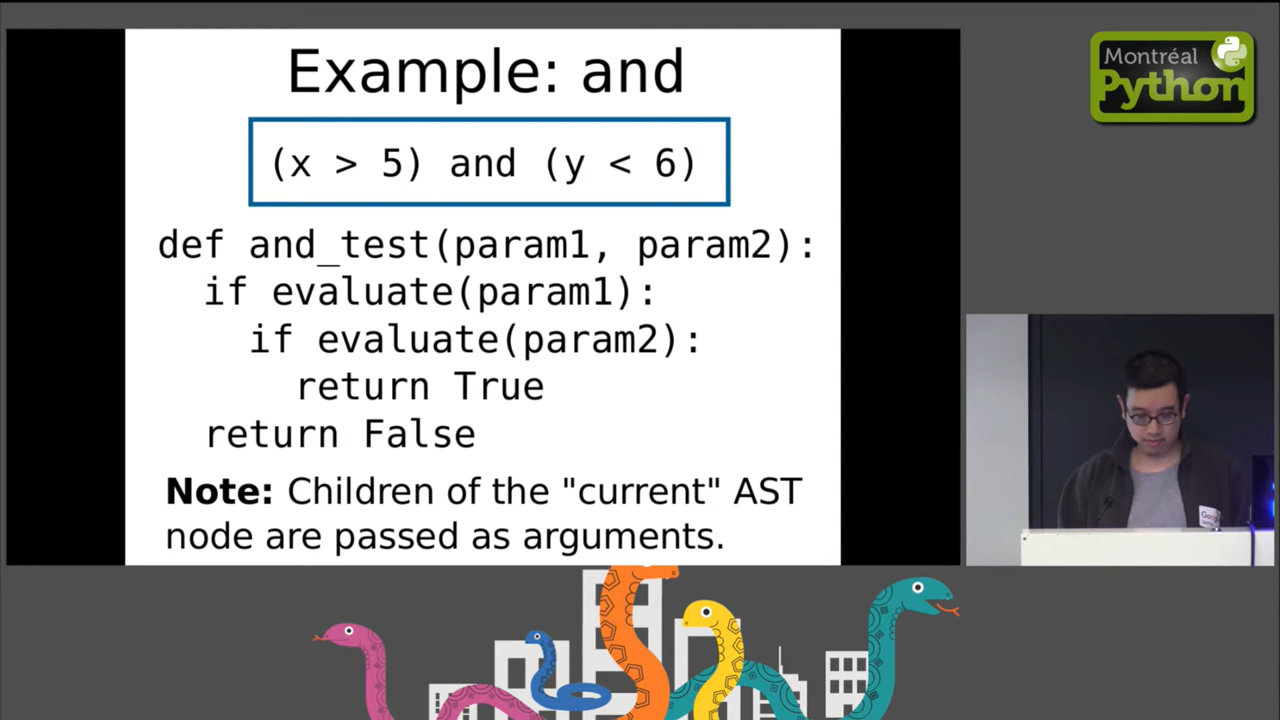 Example: and
(x > 5) and (y < 6)
def and_test(param1, param2):
  if evaluate(param1):
    if evaluate(param2):
      return True
  return False
Note: Children of the "current" AST
node are passed as arguments.
Montréal
Python
Google